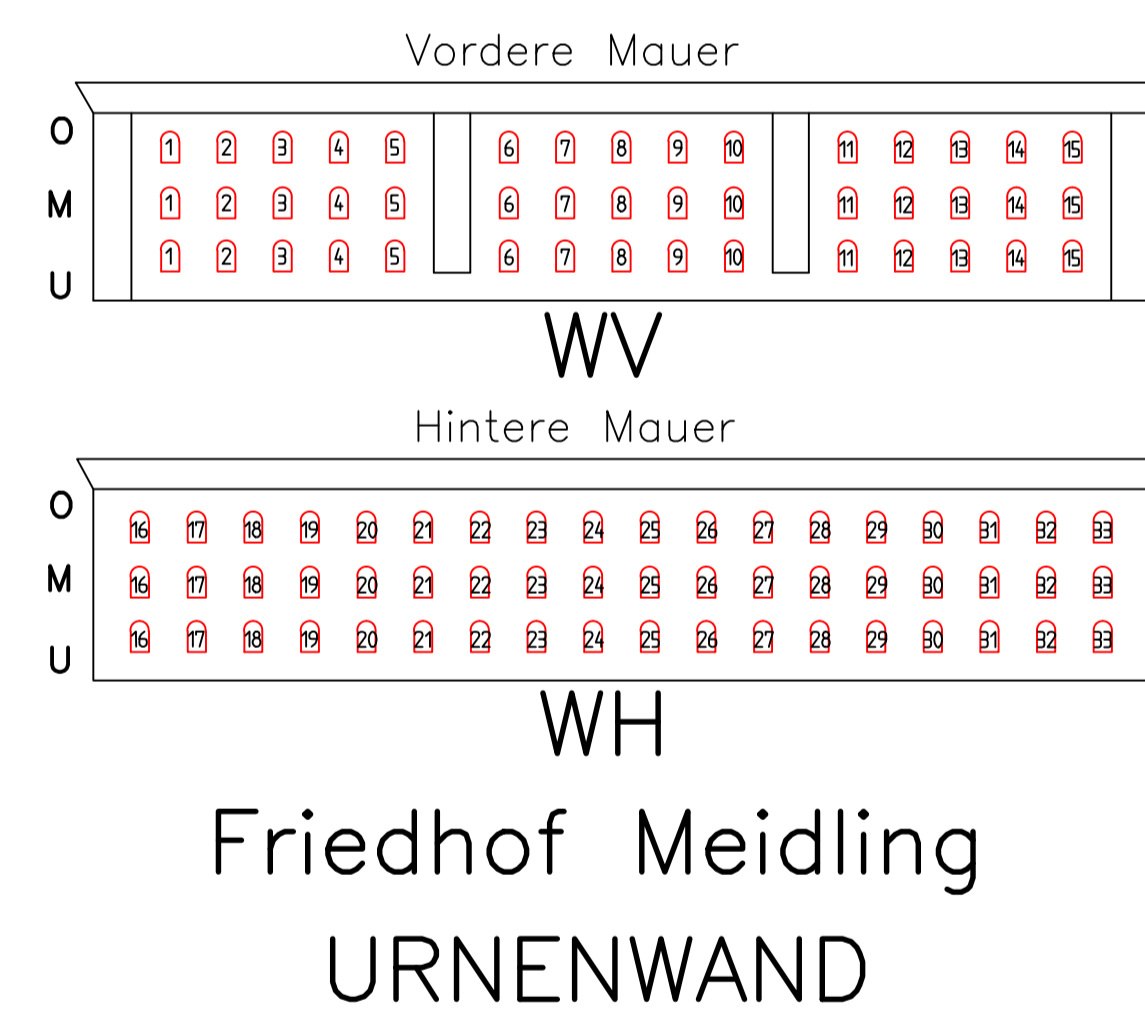 Vordere Mauer
O 1 2 3 4 5 6 7 8 9 10 11 12 13 14 15
M 1 2 3 4 5 6 7 8 9 10 11 12 13 14 15
U 1 2 3 4 5 6 7 8 9 10 11 12 13 14 15
WV
Hintere Mauer
O 16 17 18 19 20 21 22 23 24 25 26 27 28 29 30 31 32 33
M 16 17 18 19 20 21 22 23 24 25 26 27 28 29 30 31 32 33
U 16 17 18 19 20 21 22 23 24 25 26 27 28 29 30 31 32 33
WH
Friedhof Meidling
URNENWAND